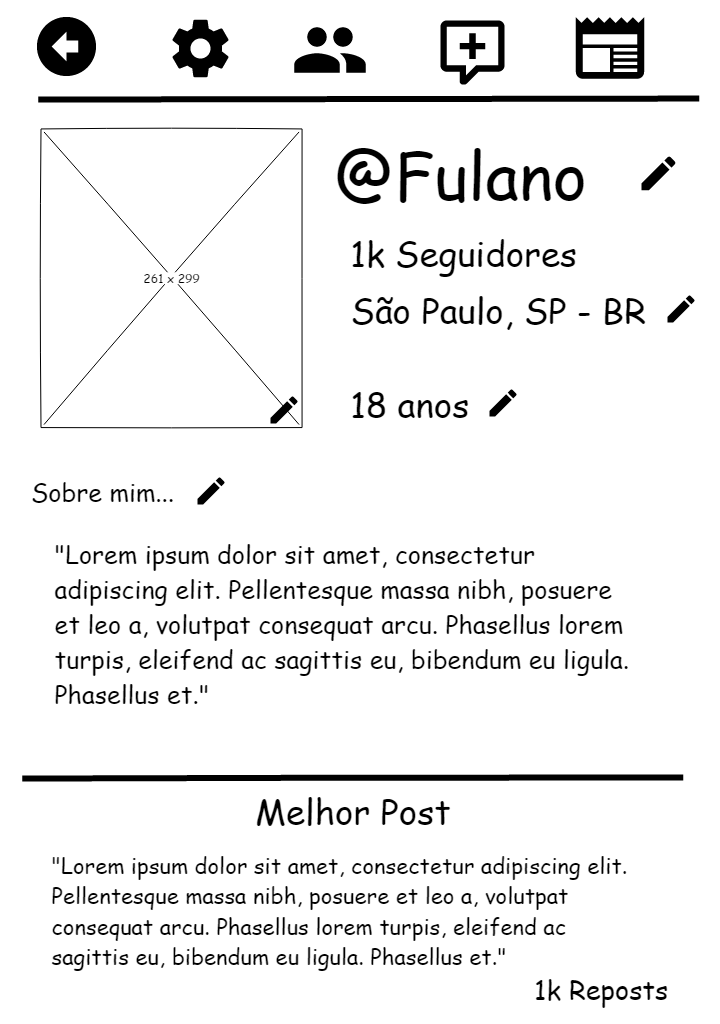 @Fulano
1k Seguidores
261 x 299
São Paulo, SP - BR
18 anos
Sobre mim...
"Lorem ipsum dolor sit amet, consectetur
adipiscing elit. Pellentesque massa nibh, posuere
et leo a, volutpat consequat arcu. Phasellus lorem
turpis, eleifend ac sagittis eu, bibendum eu ligula.
Phasellus et."
Melhor Post
"Lorem ipsum dolor sit amet, consectetur adipiscing elit.
Pellentesque massa nibh, posuere et leo a, volutpat
consequat arcu. Phasellus lorem turpis, eleifend ac
sagittis eu, bibendum eu ligula. Phasellus et."
1k Reposts